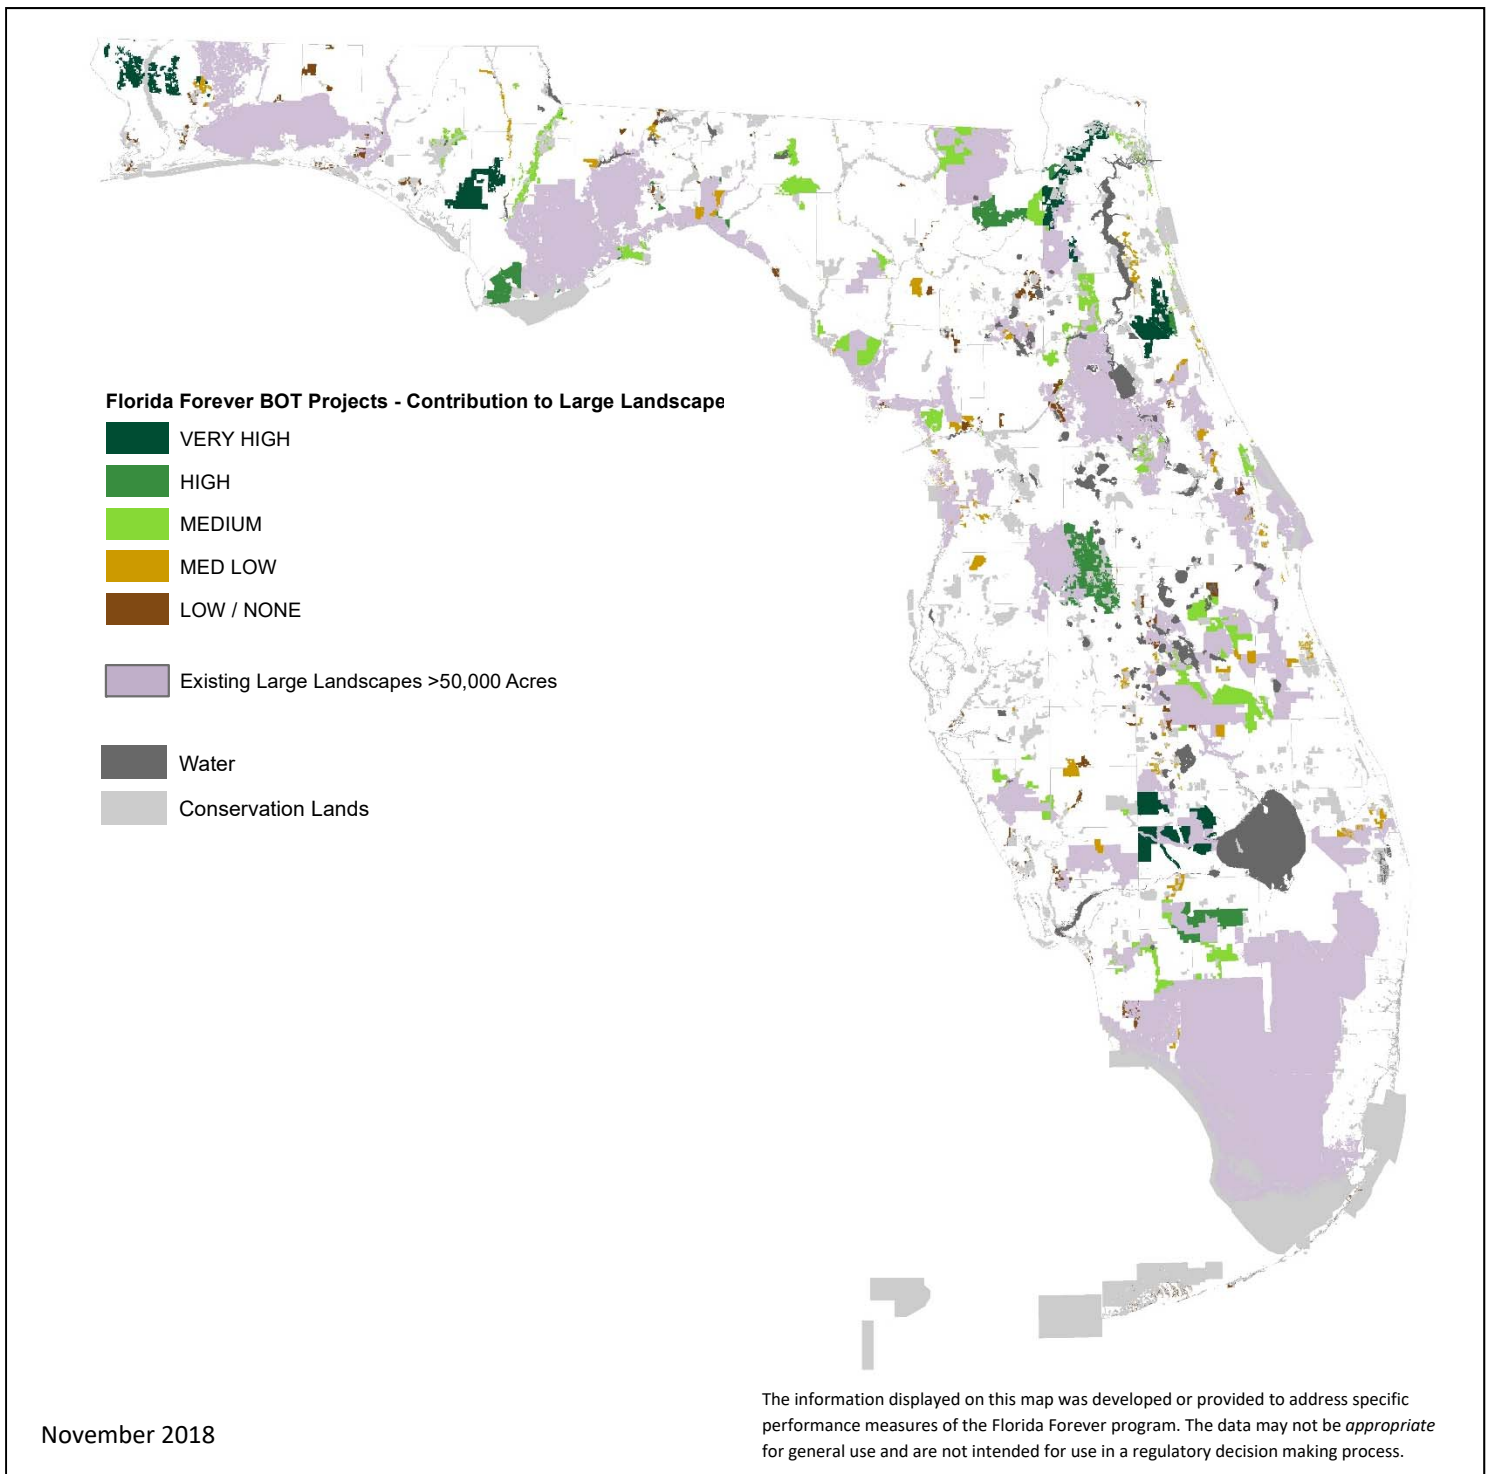 Florida Forever BOT Projects - Contribution to Large Landscape
VERY HIGH
HIGH
MEDIUM
MED LOW
LOW / NONE
Existing Large Landscapes >50,000 Acres
Water
Conservation Lands
The information displayed on this map was developed or provided to address specific
performance measures of the Florida Forever program. The data may not be appropriate
for general use and are not intended for use in a regulatory decision making process.
November 2018